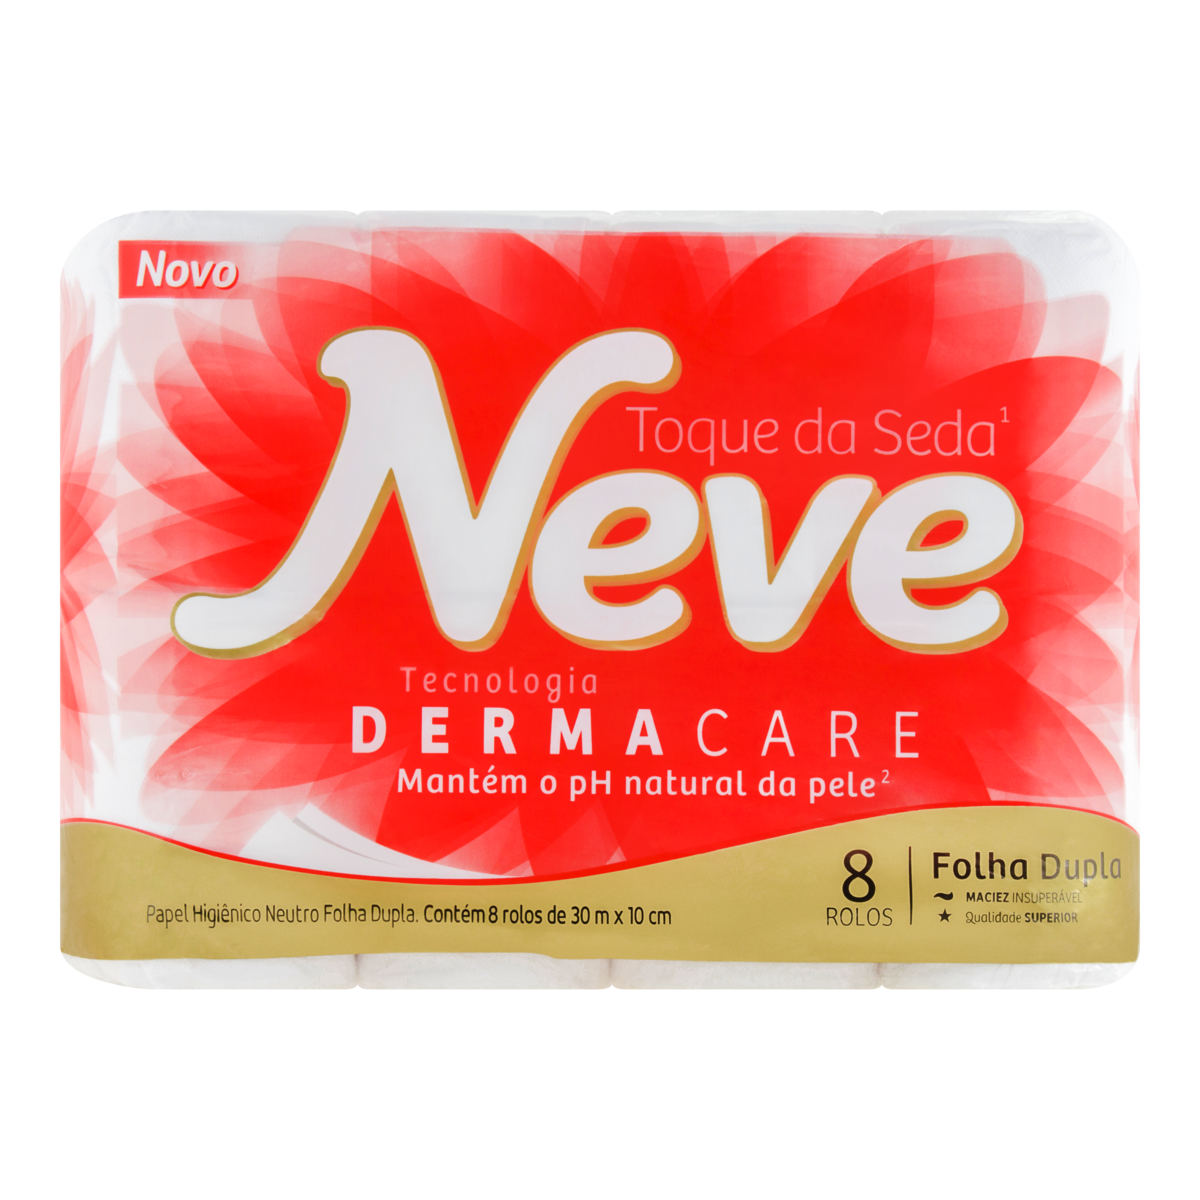 Novo
Toque da Seda¹
Neve
Tecnologia
DERMACARE
Mantém o pH natural da pele²
Papel Higiênico Neutro Folha Dupla. Contém 8 rolos de 30 m x 10 cm
8
ROLOS
Folha Dupla
MACIEZ INSUPERÁVEL
Qualidade SUPERIOR